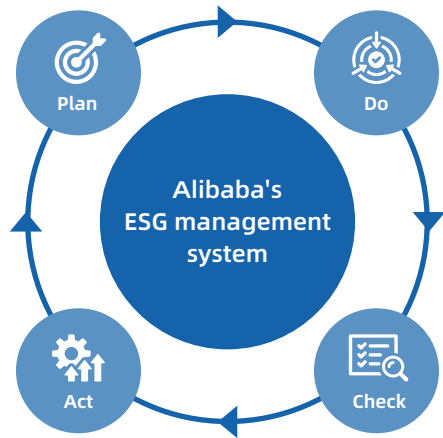 Plan
Do
Alibaba's
ESG management
system
Act
Check